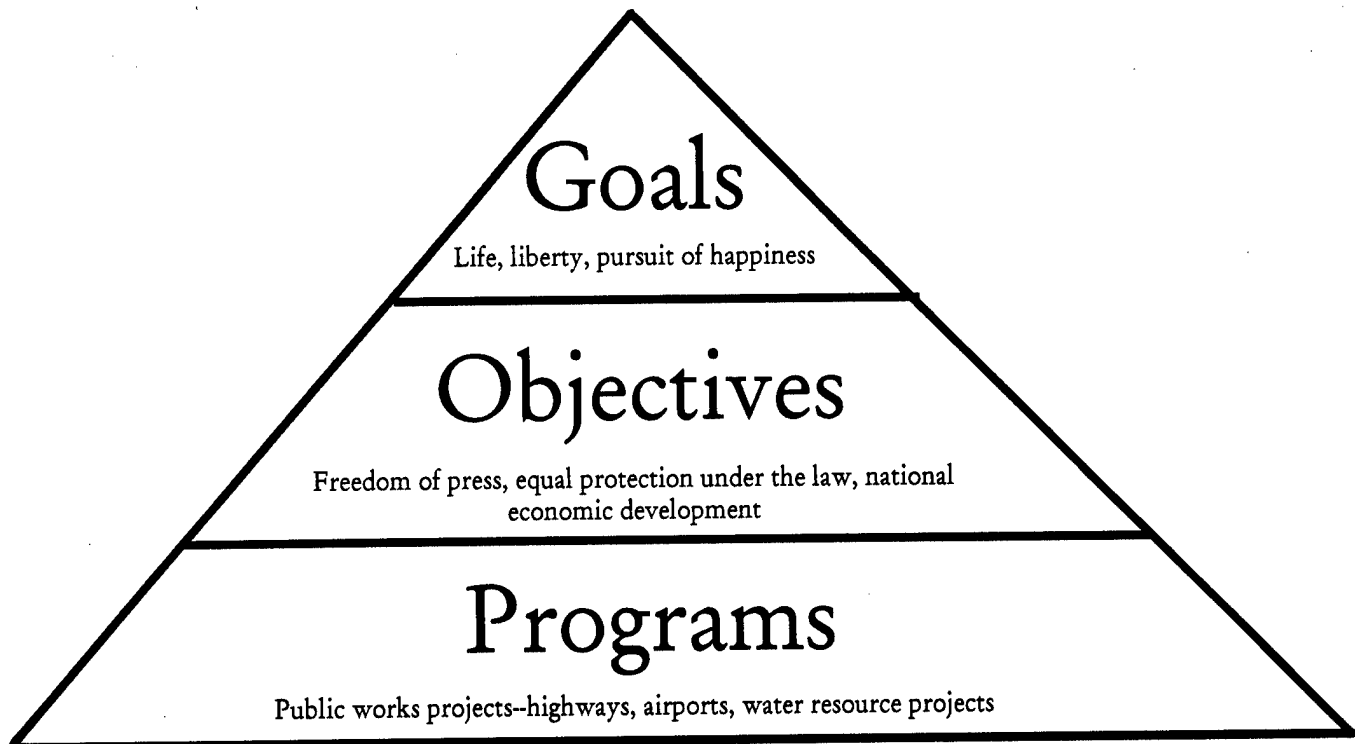 Goals
Life, liberty, pursuit of happiness
Objectives
Freedom of press, equal protection under the law, national
economic development
Programs
Public works projects--highways, airports, water resource projects